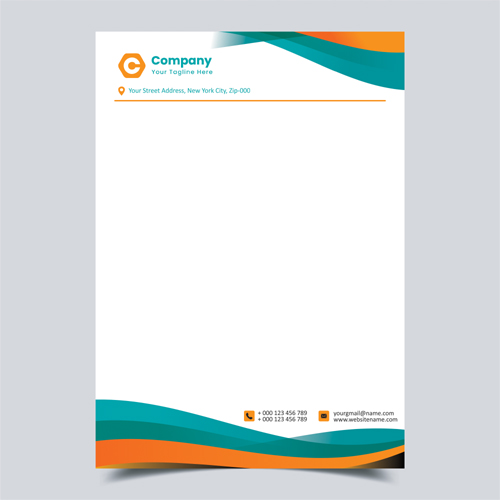 C
Company
Your Tagline Here
Your Street Address, New York City, Zip-000
+ 000 123 456 789
+ 000 123 456 789
yourgmail@name.com
www.websitename.com